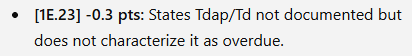 • [1E.23] -0.3 pts: States Tdap/Td not documented but
does not characterize it as overdue.